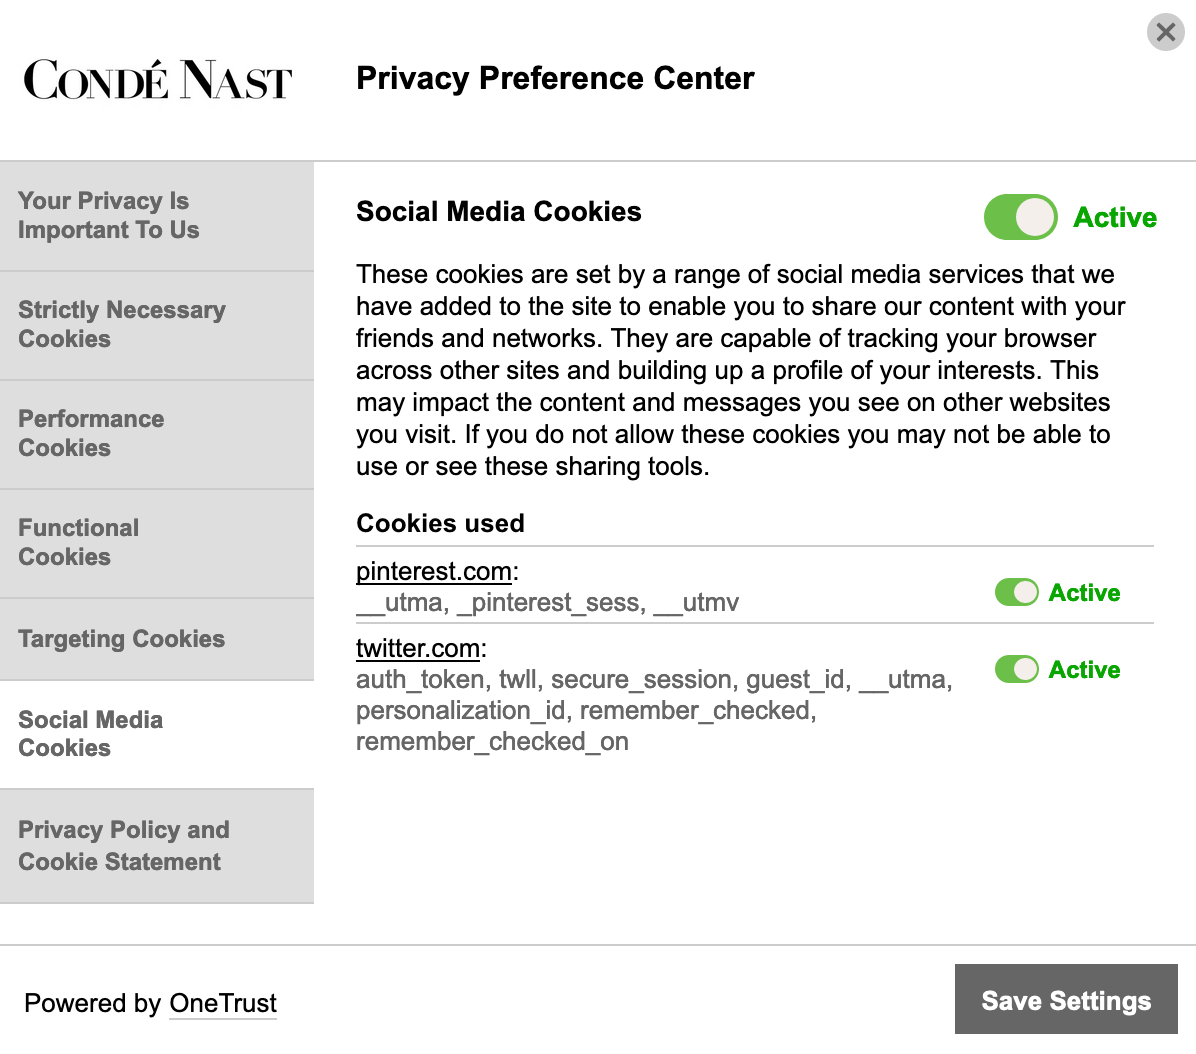 CONDÉ NAST
Privacy Preference Center
Your Privacy Is
Important To Us
Strictly Necessary
Cookies
Performance
Cookies
Functional
Cookies
Targeting Cookies
Social Media
Cookies
Privacy Policy and
Cookie Statement
Social Media Cookies
Active
These cookies are set by a range of social media services that we
have added to the site to enable you to share our content with your
friends and networks. They are capable of tracking your browser
across other sites and building up a profile of your interests. This
may impact the content and messages you see on other websites
you visit. If you do not allow these cookies you may not be able to
use or see these sharing tools.
Cookies used
pinterest.com:
__utma, _pinterest_sess, __utmv
Active
twitter.com:
auth_token, twll, secure_session, guest_id, __utma,
personalization_id, remember_checked,
remember_checked_on
Active
Powered by OneTrust
Save Settings